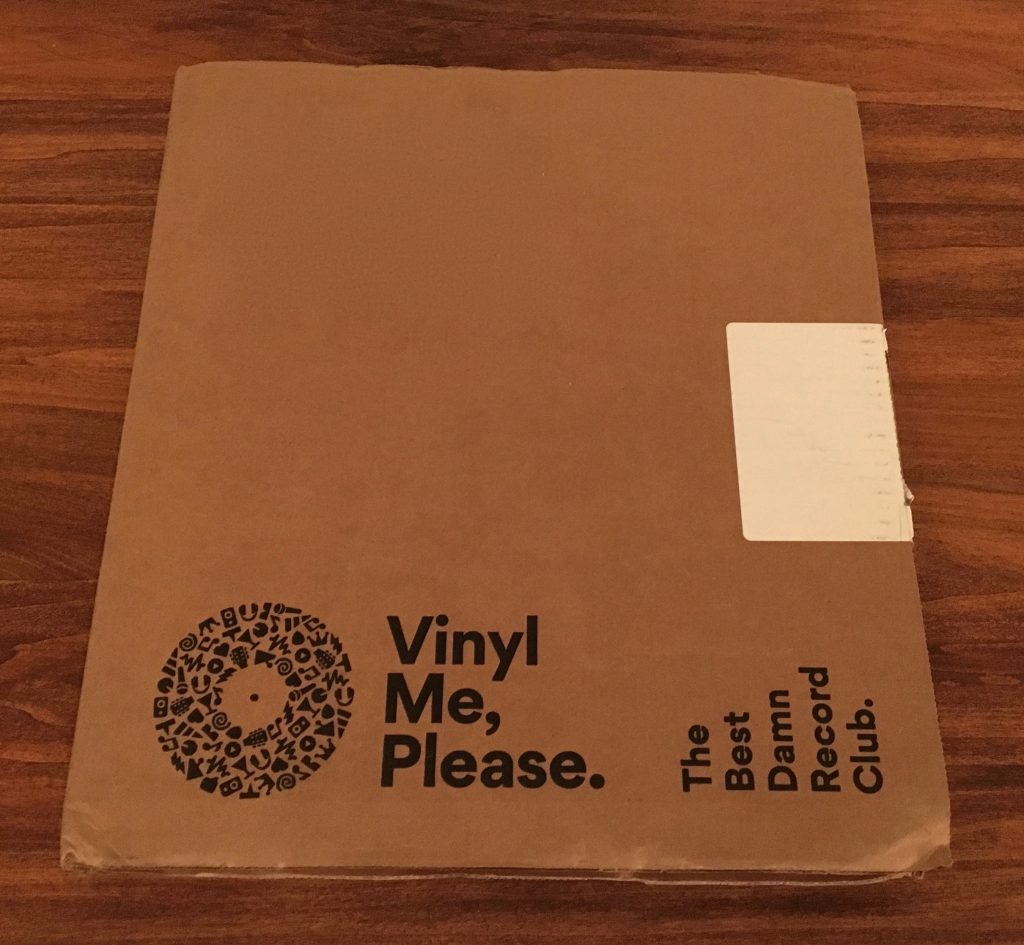 Vinyl
Me,
Please.
The
Best
Damn
Record
Club.